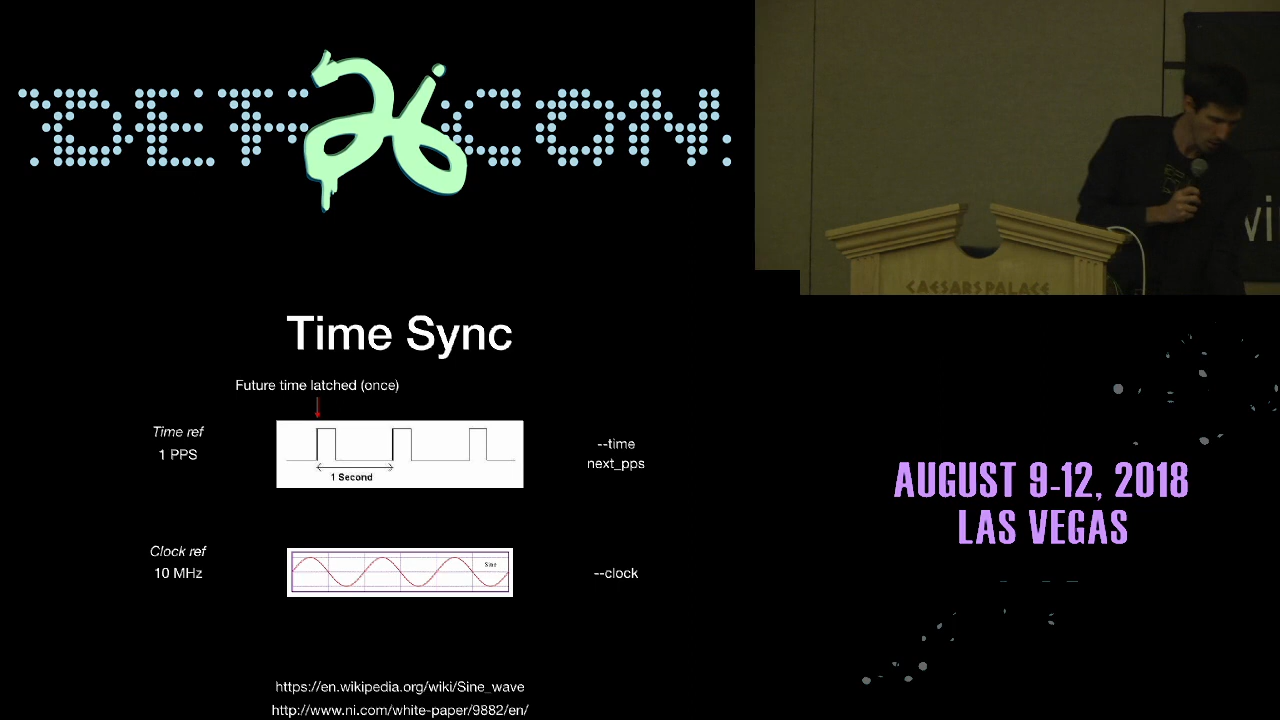 DEF 26 CON
CAESARS PALACE
vi
Time Sync
Future time latched (once)
Time ref
1 PPS
1 Second
--time
next_pps
Clock ref
10 MHz
Sine
--clock
https://en.wikipedia.org/wiki/Sine_wave
http://www.ni.com/white-paper/9882/en/
AUGUST 9-12, 2018
LAS VEGAS